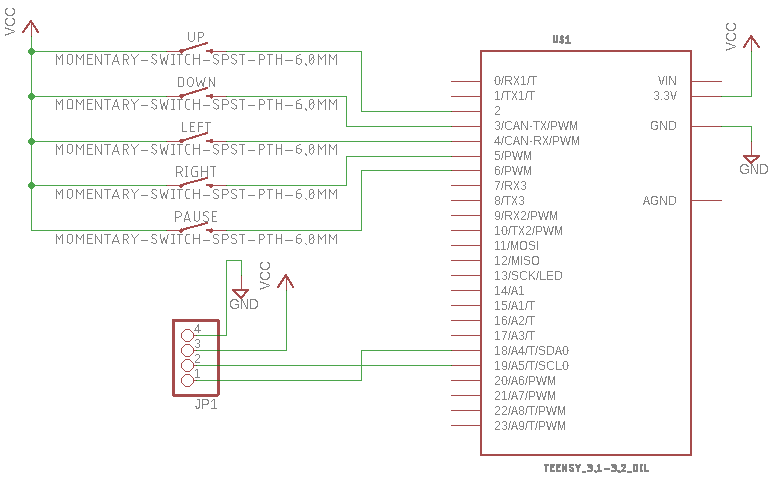 VCC
UP
MOMENTARY-SWITCH-SPST-PTH-6.0MM
DOWN
MOMENTARY-SWITCH-SPST-PTH-6.0MM
LEFT
MOMENTARY-SWITCH-SPST-PTH-6.0MM
RIGHT
MOMENTARY-SWITCH-SPST-PTH-6.0MM
PAUSE
MOMENTARY-SWITCH-SPST-PTH-6.0MM
GND
VCC
4
3
2
1
JP1
U$1
0/RX1/T
1/TX1/T
2
3/CAN-TX/PWM
4/CAN-RX/PWM
5/PWM
6/PWM
7/RX3
8/TX3
9/RX2/PWM
10/TX2/PWM
11/MOSI
12/MISO
13/SCK/LED
14/A1
15/A1/T
16/A2/T
17/A3/T
18/A4/T/SDA0
19/A5/T/SCL0
20/A6/PWM
21/A7/PWM
22/A8/T/PWM
23/A9/T/PWM
VIN
3.3V
GND
AGND
VCC
GND
TEENSY_3.1-3.2_DIL